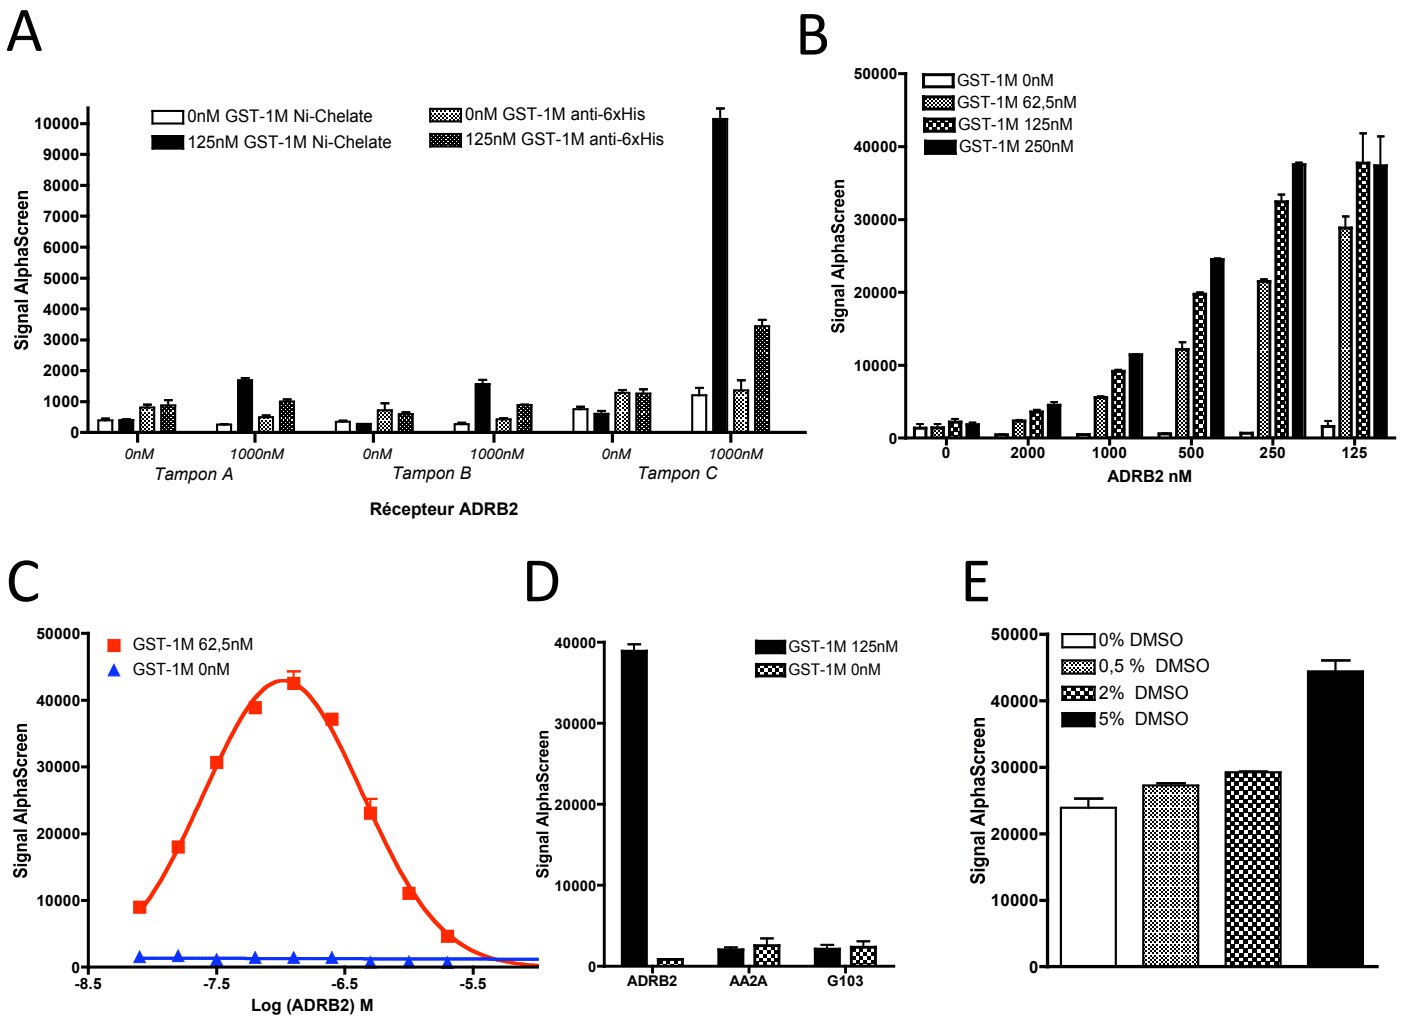 A
0nM GST-1M Ni-Chelate
125nM GST-1M Ni-Chelate
0nM GST-1M anti-6xHis
125nM GST-1M anti-6xHis
10000
9000
8000
7000
6000
5000
4000
3000
2000
1000
0
Signal AlphaScreen
0nM 1000nM 0nM 1000nM 0nM 1000nM
Tampon A Tampon B Tampon C
Récepteur ADRB2
B
GST-1M 0nM
GST-1M 62,5nM
GST-1M 125nM
GST-1M 250nM
50000
40000
30000
20000
10000
0
Signal AlphaScreen
0 2000 1000 500 250 125
ADRB2 nM
C
GST-1M 62,5nM
GST-1M 0nM
50000
40000
30000
20000
10000
0
Signal AlphaScreen
-8.5 -7.5 -6.5 -5.5
Log (ADRB2) M
D
GST-1M 125nM
GST-1M 0nM
40000
30000
20000
10000
0
Signal AlphaScreen
ADRB2 AA2A G103
E
0% DMSO
0,5 % DMSO
2% DMSO
5% DMSO
50000
40000
30000
20000
10000
0
Signal AlphaScreen